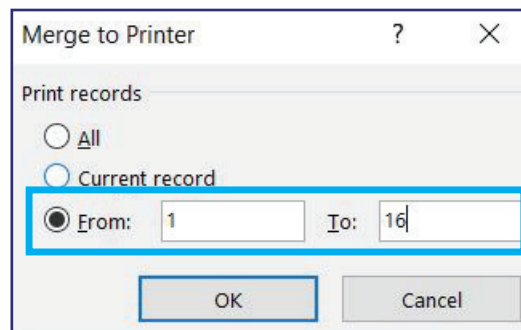 Merge to Printer ? X
Print records
All
Current record
From: 1 To: 16
OK Cancel